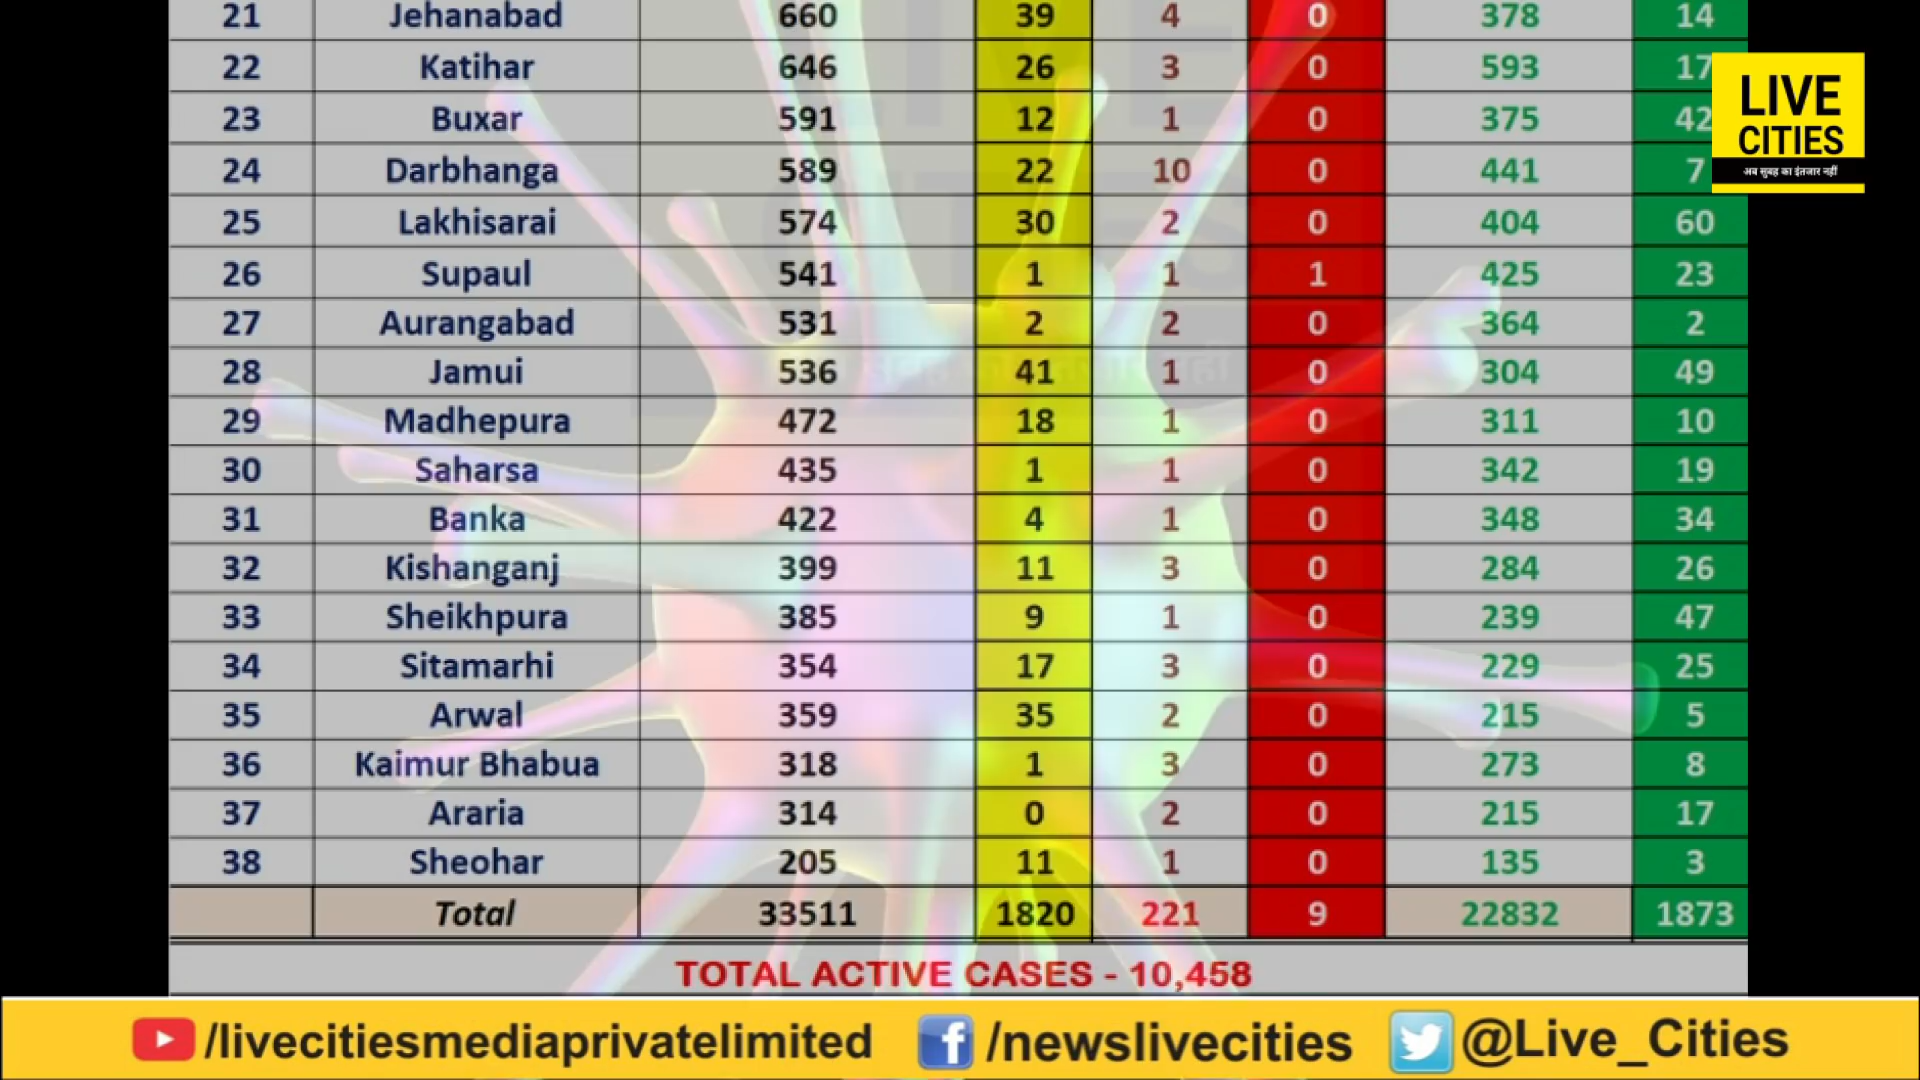 21 Jehanabad 660 39 4 0 378 14
22 Katihar 646 26 3 0 593 17
23 Buxar 591 12 1 0 375 42
24 Darbhanga 589 22 10 0 441 7
25 Lakhisarai 574 30 2 0 404 60
26 Supaul 541 1 1 1 425 23
27 Aurangabad 531 2 2 0 364 2
28 Jamui 536 41 1 0 304 49
29 Madhepura 472 18 1 0 311 10
30 Saharsa 435 1 1 0 342 19
31 Banka 422 4 1 0 348 34
32 Kishanganj 399 11 3 0 284 26
33 Sheikhpura 385 9 1 0 239 47
34 Sitamarhi 354 17 3 0 229 25
35 Arwal 359 35 2 0 215 5
36 Kaimur Bhabua 318 1 3 0 273 8
37 Araria 314 0 2 0 215 17
38 Sheohar 205 11 1 0 135 3
Total 33511 1820 221 9 22832 1873
TOTAL ACTIVE CASES - 10,458
LIVE
CITIES
अब सुबह का इंतजार नहीं
/livecitiesmediaprivatelimited /newslivecities @Live_Cities